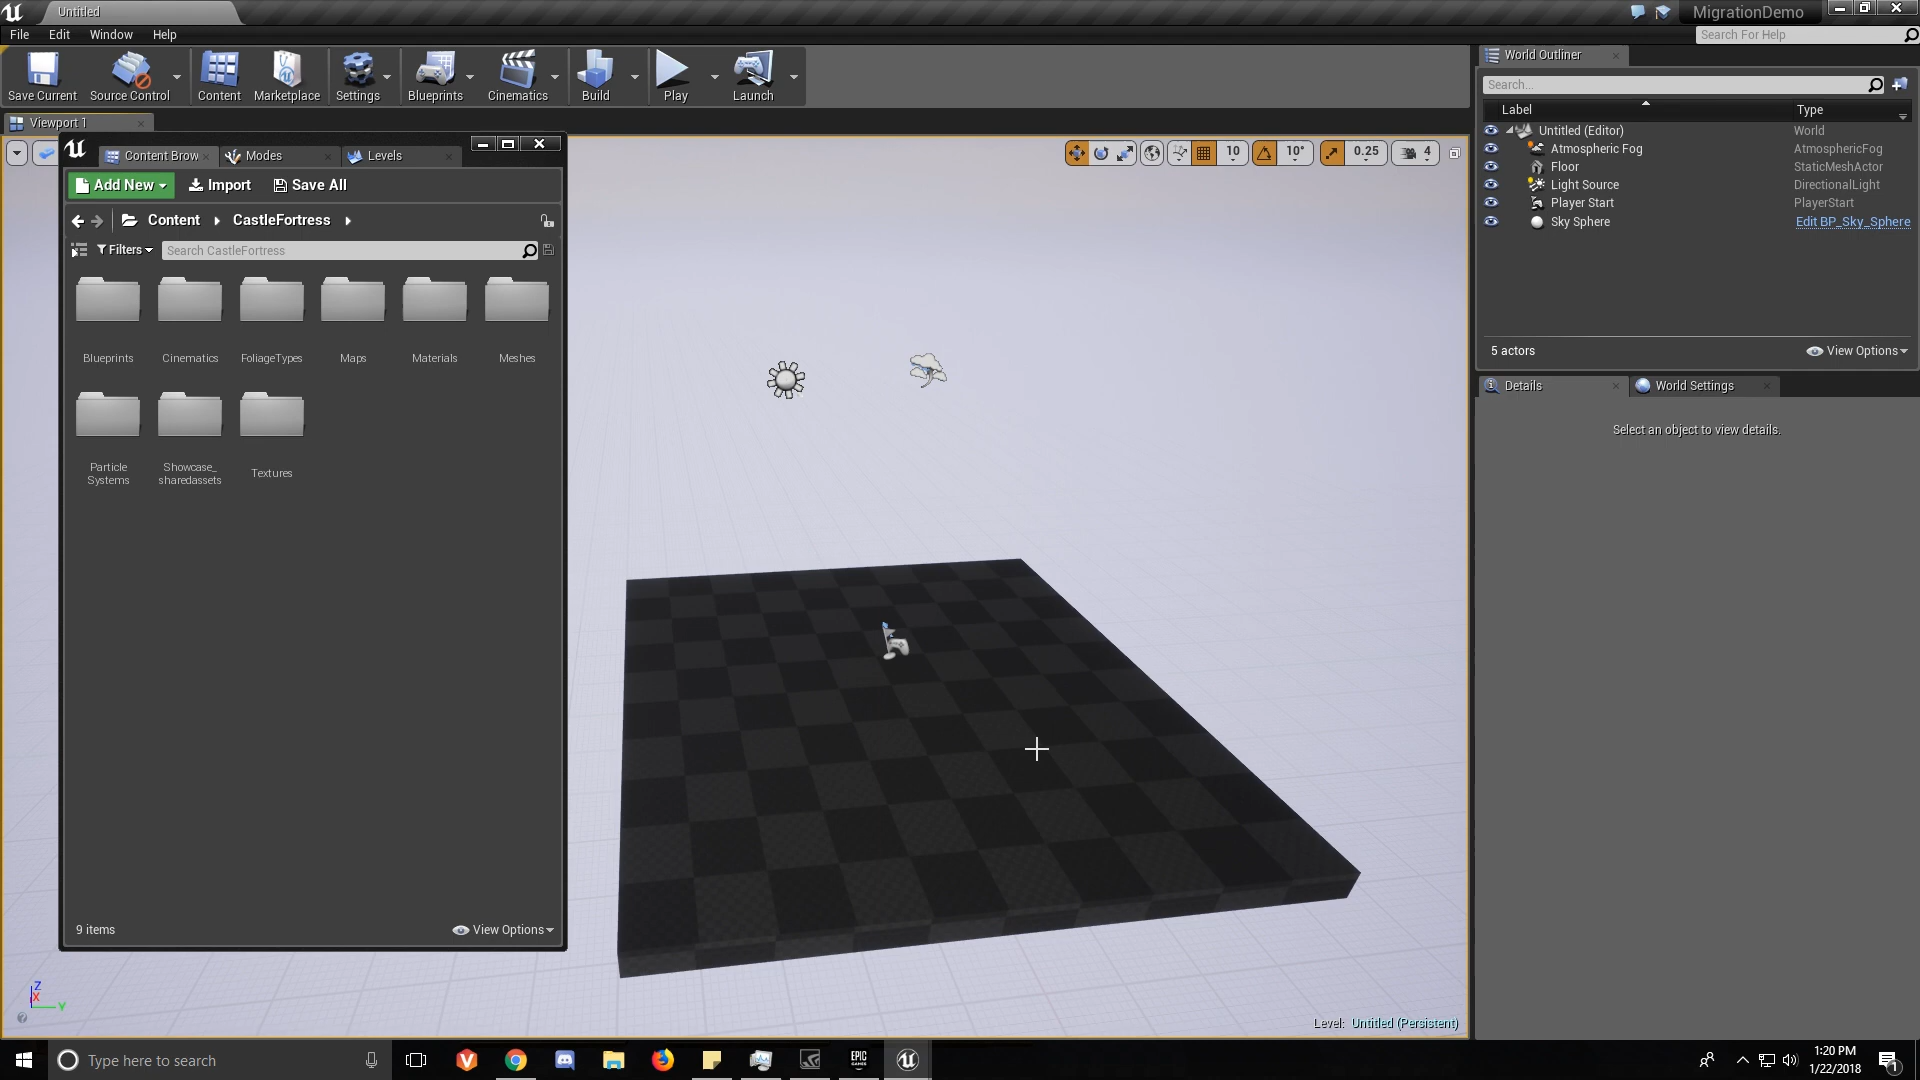 Untitled
MigrationDemo
File Edit Window Help
Search For Help
Save Current Source Control Content Marketplace Settings Blueprints Cinematics Build Play Launch
World Outliner
Search...
Label Type
Untitled (Editor) World
Atmospheric Fog AtmosphericFog
Floor StaticMeshActor
Light Source DirectionalLight
Player Start PlayerStart
Sky Sphere Edit BP_Sky_Sphere
5 actors View Options
Details World Settings
Select an object to view details.
Viewport 1
10 10° 0.25 4
Content Brow Modes Levels
Add New Import Save All
Content CastleFortress
Filters Search CastleFortress
Blueprints Cinematics FoliageTypes Maps Materials Meshes
Particle Systems Showcase_sharedassets Textures
9 items View Options
Z
X
Y
Level: Untitled (Persistent)
Type here to search
EPIC
GAMES
1:20 PM
1/22/2018
1